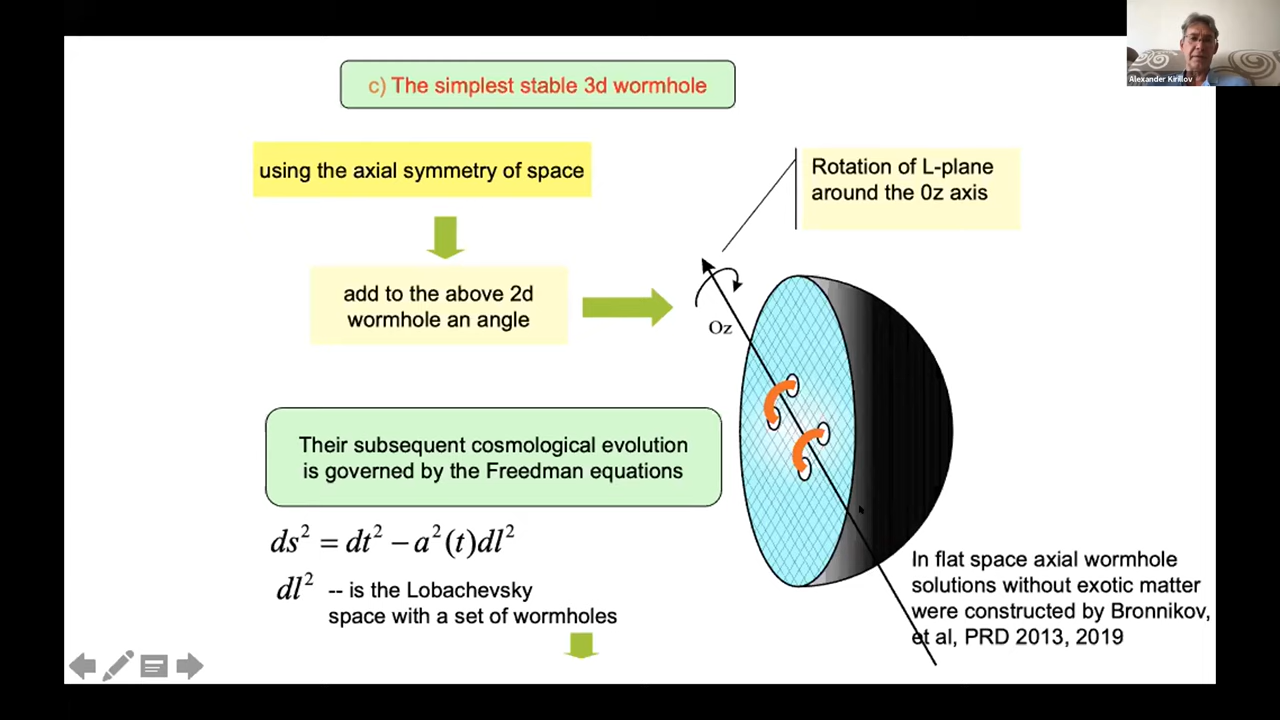 Alexander Kirillov
c) The simplest stable 3d wormhole
using the axial symmetry of space
Rotation of L-plane
around the 0z axis
add to the above 2d
wormhole an angle
Oz
Their subsequent cosmological evolution
is governed by the Freedman equations
ds² = dt² − a²(t)dl²
dl² -- is the Lobachevsky
space with a set of wormholes
In flat space axial wormhole
solutions without exotic matter
were constructed by Bronnikov,
et al, PRD 2013, 2019